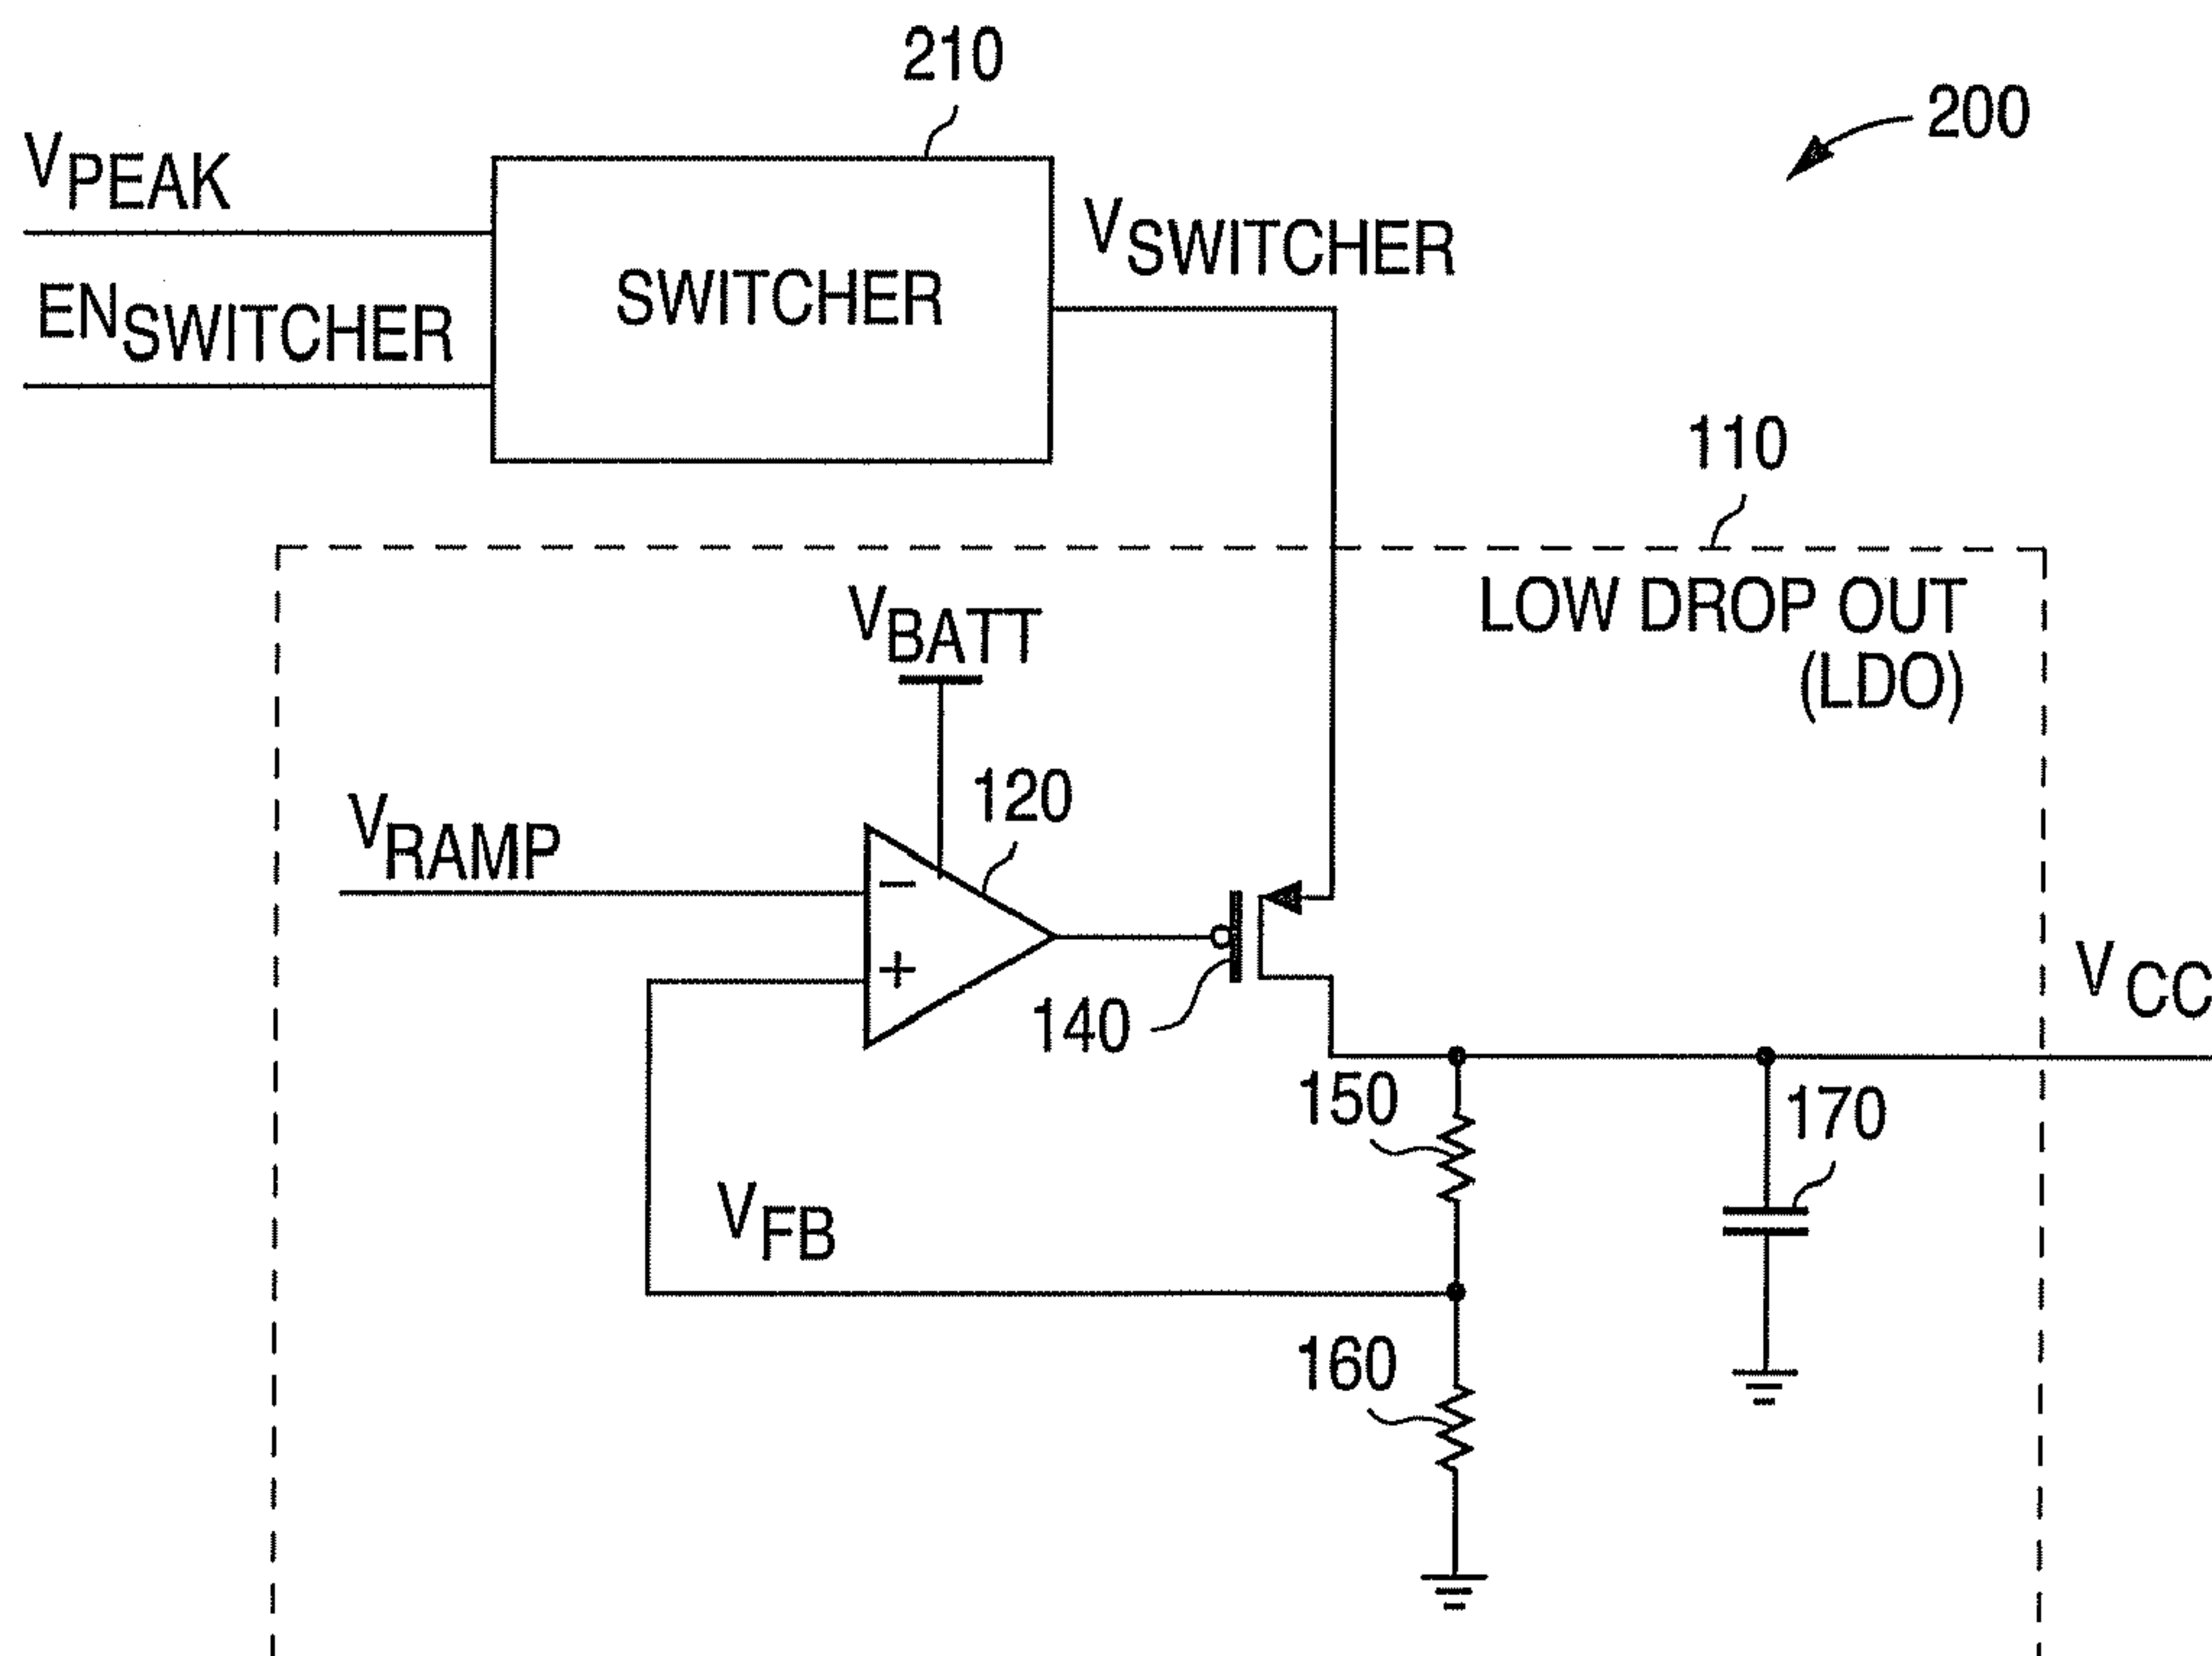 210
200
VPEAK
VSWITCHER
ENSWITCHER
SWITCHER
110
LOW DROP OUT
(LDO)
VBATT
120
VRAMP
−
+
140
VCC
150
170
VFB
160